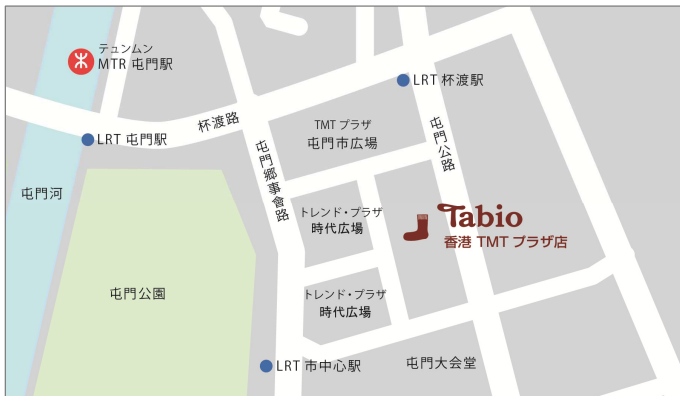 テュンムン
MTR 屯門駅
LRT 杯渡駅
LRT 屯門駅
杯渡路
TMT プラザ
屯門市広場
屯門公路
屯門郷事會路
屯門河
トレンド・プラザ
時代広場
Tabio
香港 TMT プラザ店
屯門公園
トレンド・プラザ
時代広場
LRT 市中心駅
屯門大会堂